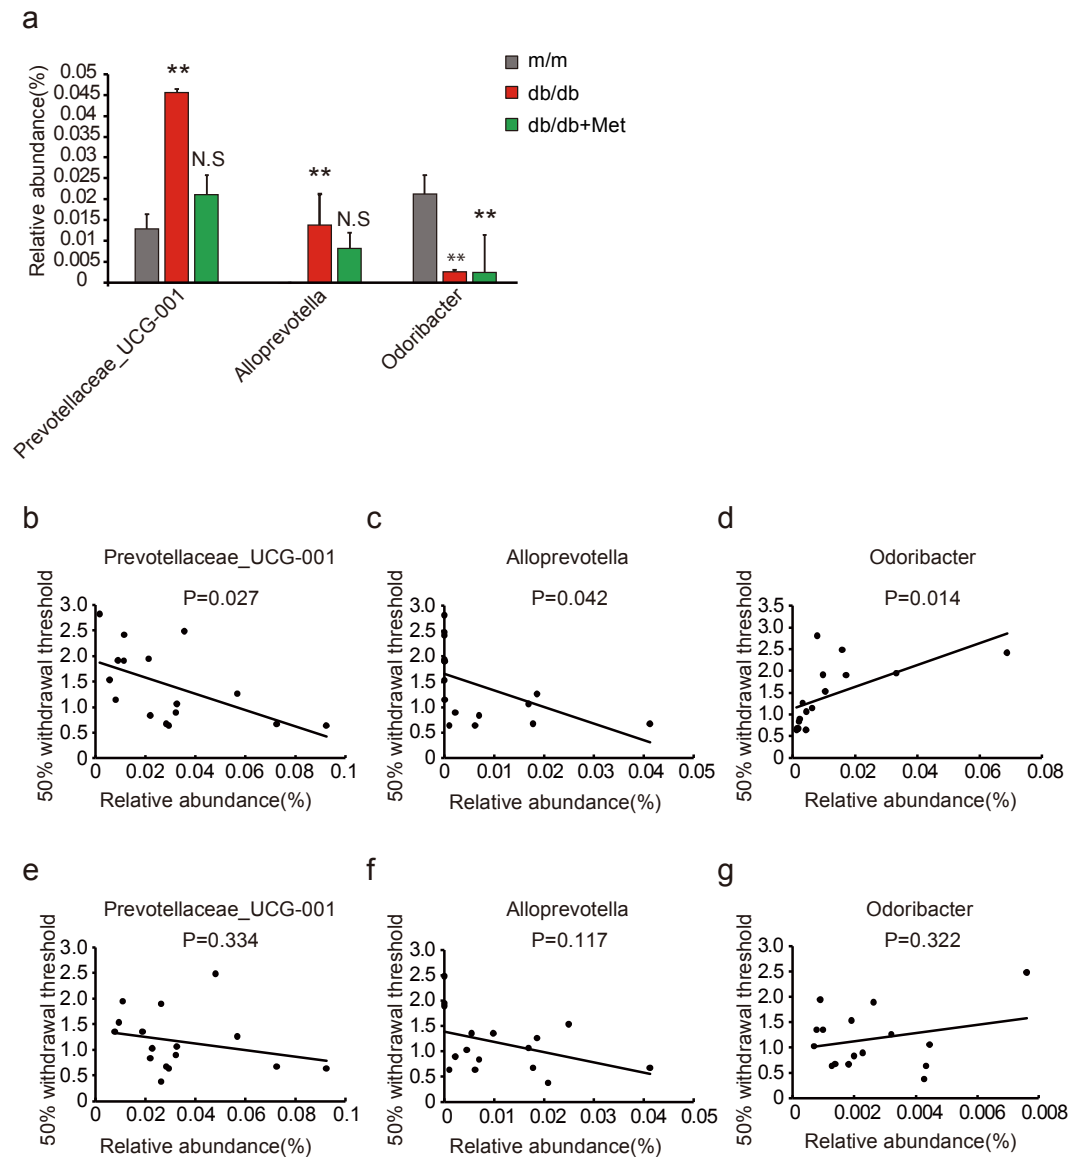 a
Relative abundance(%)
0.05
0.045
0.04
0.035
0.03
0.025
0.02
0.015
0.01
0.005
0
**
N.S
**
N.S
**
**
m/m
db/db
db/db+Met
Prevotellaceae_UCG-001
Alloprevotella
Odoribacter
b
Prevotellaceae_UCG-001
P=0.027
50% withdrawal threshold
3.0
2.5
2.0
1.5
1.0
0.5
0
0 0.02 0.04 0.06 0.08 0.1
Relative abundance(%)
c
Alloprevotella
P=0.042
50% withdrawal threshold
3.0
2.5
2.0
1.5
1.0
0.5
0
0 0.01 0.02 0.03 0.04 0.05
Relative abundance(%)
d
Odoribacter
P=0.014
50% withdrawal threshold
3.5
3.0
2.5
2.0
1.5
1.0
0.5
0
0 0.02 0.04 0.06 0.08
Relative abundance(%)
e
Prevotellaceae_UCG-001
P=0.334
50% withdrawal threshold
3.0
2.5
2.0
1.5
1.0
0.5
0
0 0.02 0.04 0.06 0.08 0.1
Relative abundance(%)
f
Alloprevotella
P=0.117
50% withdrawal threshold
3.0
2.5
2.0
1.5
1.0
0.5
0
0 0.01 0.02 0.03 0.04 0.05
Relative abundance(%)
g
Odoribacter
P=0.322
50% withdrawal threshold
3.0
2.5
2.0
1.5
1.0
0.5
0
0 0.002 0.004 0.006 0.008
Relative abundance(%)